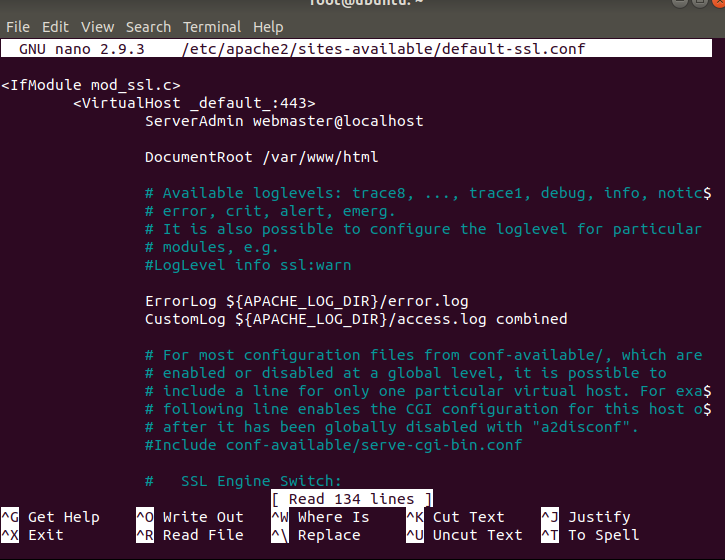 root@ubuntu: ~
File Edit View Search Terminal Help
GNU nano 2.9.3 /etc/apache2/sites-available/default-ssl.conf
<IfModule mod_ssl.c>
<VirtualHost _default_:443>
ServerAdmin webmaster@localhost
DocumentRoot /var/www/html
# Available loglevels: trace8, ..., trace1, debug, info, notic$
# error, crit, alert, emerg.
# It is also possible to configure the loglevel for particular
# modules, e.g.
#LogLevel info ssl:warn
ErrorLog ${APACHE_LOG_DIR}/error.log
CustomLog ${APACHE_LOG_DIR}/access.log combined
# For most configuration files from conf-available/, which are
# enabled or disabled at a global level, it is possible to
# include a line for only one particular virtual host. For exa$
# following line enables the CGI configuration for this host o$
# after it has been globally disabled with "a2disconf".
#Include conf-available/serve-cgi-bin.conf
#   SSL Engine Switch:
[ Read 134 lines ]
^G Get Help ^O Write Out ^W Where Is ^K Cut Text ^J Justify
^X Exit ^R Read File ^\ Replace ^U Uncut Text ^T To Spell